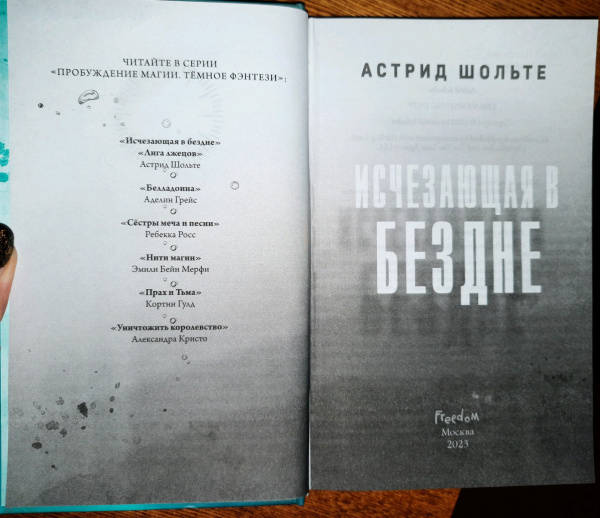 ЧИТАЙТЕ В СЕРИИ
«ПРОБУЖДЕНИЕ МАГИИ. ТЁМНОЕ ФЭНТЕЗИ»:
«Исчезающая в бездне»
«Лига лжецов»
Астрид Шольте
«Белладонна»
Аделин Грейс
«Сёстры меча и песни»
Ребекка Росс
«Нити магии»
Эмили Бейн Мерфи
«Прах и Тьма»
Кортни Гулд
«Уничтожить королевство»
Александра Кристо
АСТРИД ШОЛЬТЕ
ИСЧЕЗАЮЩАЯ В
БЕЗДНЕ
Freedom
Москва
2023